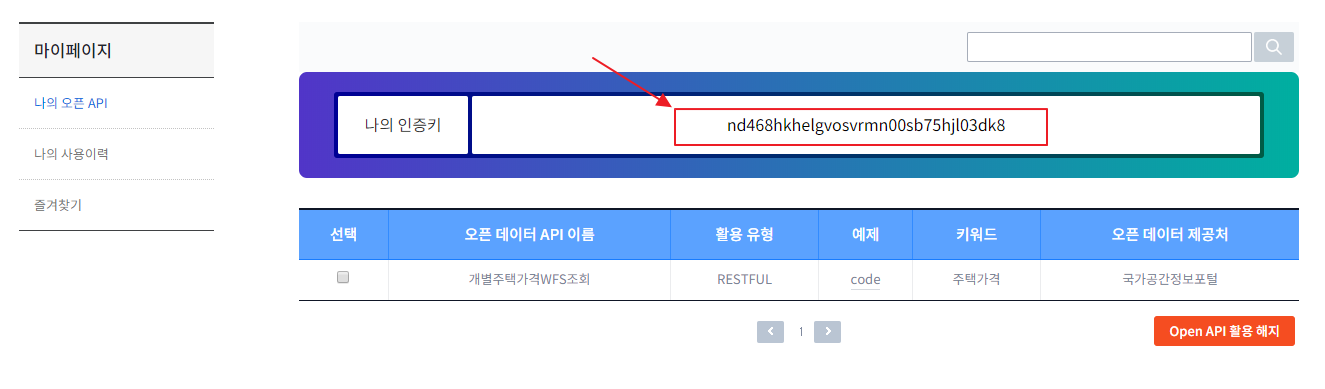 마이페이지
나의 오픈 API
나의 사용이력
즐겨찾기
나의 인증키 nd468hkhelgvosvrmn00sb75hjl03dk8
선택 오픈 데이터 API 이름 활용 유형 예제 키워드 오픈 데이터 제공처
개별주택가격WFS조회 RESTFUL code 주택가격 국가공간정보포털
1
Open API 활용 해지